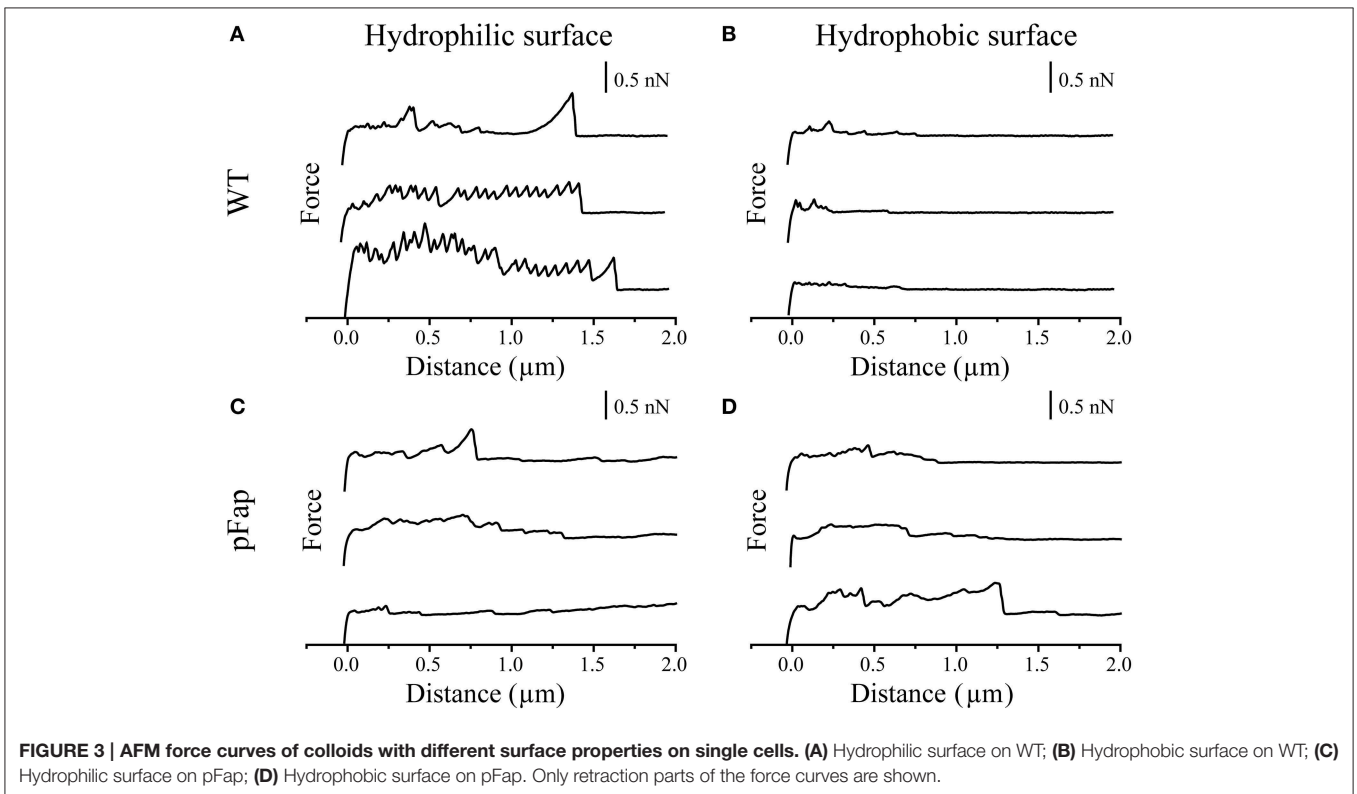 A
Hydrophilic surface
B
Hydrophobic surface
0.5 nN
0.5 nN
WT
Force
Force
0.0 0.5 1.0 1.5 2.0
0.0 0.5 1.0 1.5 2.0
Distance (µm)
Distance (µm)
C
D
0.5 nN
0.5 nN
pFap
Force
Force
0.0 0.5 1.0 1.5 2.0
0.0 0.5 1.0 1.5 2.0
Distance (µm)
Distance (µm)
FIGURE 3 | AFM force curves of colloids with different surface properties on single cells. (A) Hydrophilic surface on WT; (B) Hydrophobic surface on WT; (C)
Hydrophilic surface on pFap; (D) Hydrophobic surface on pFap. Only retraction parts of the force curves are shown.